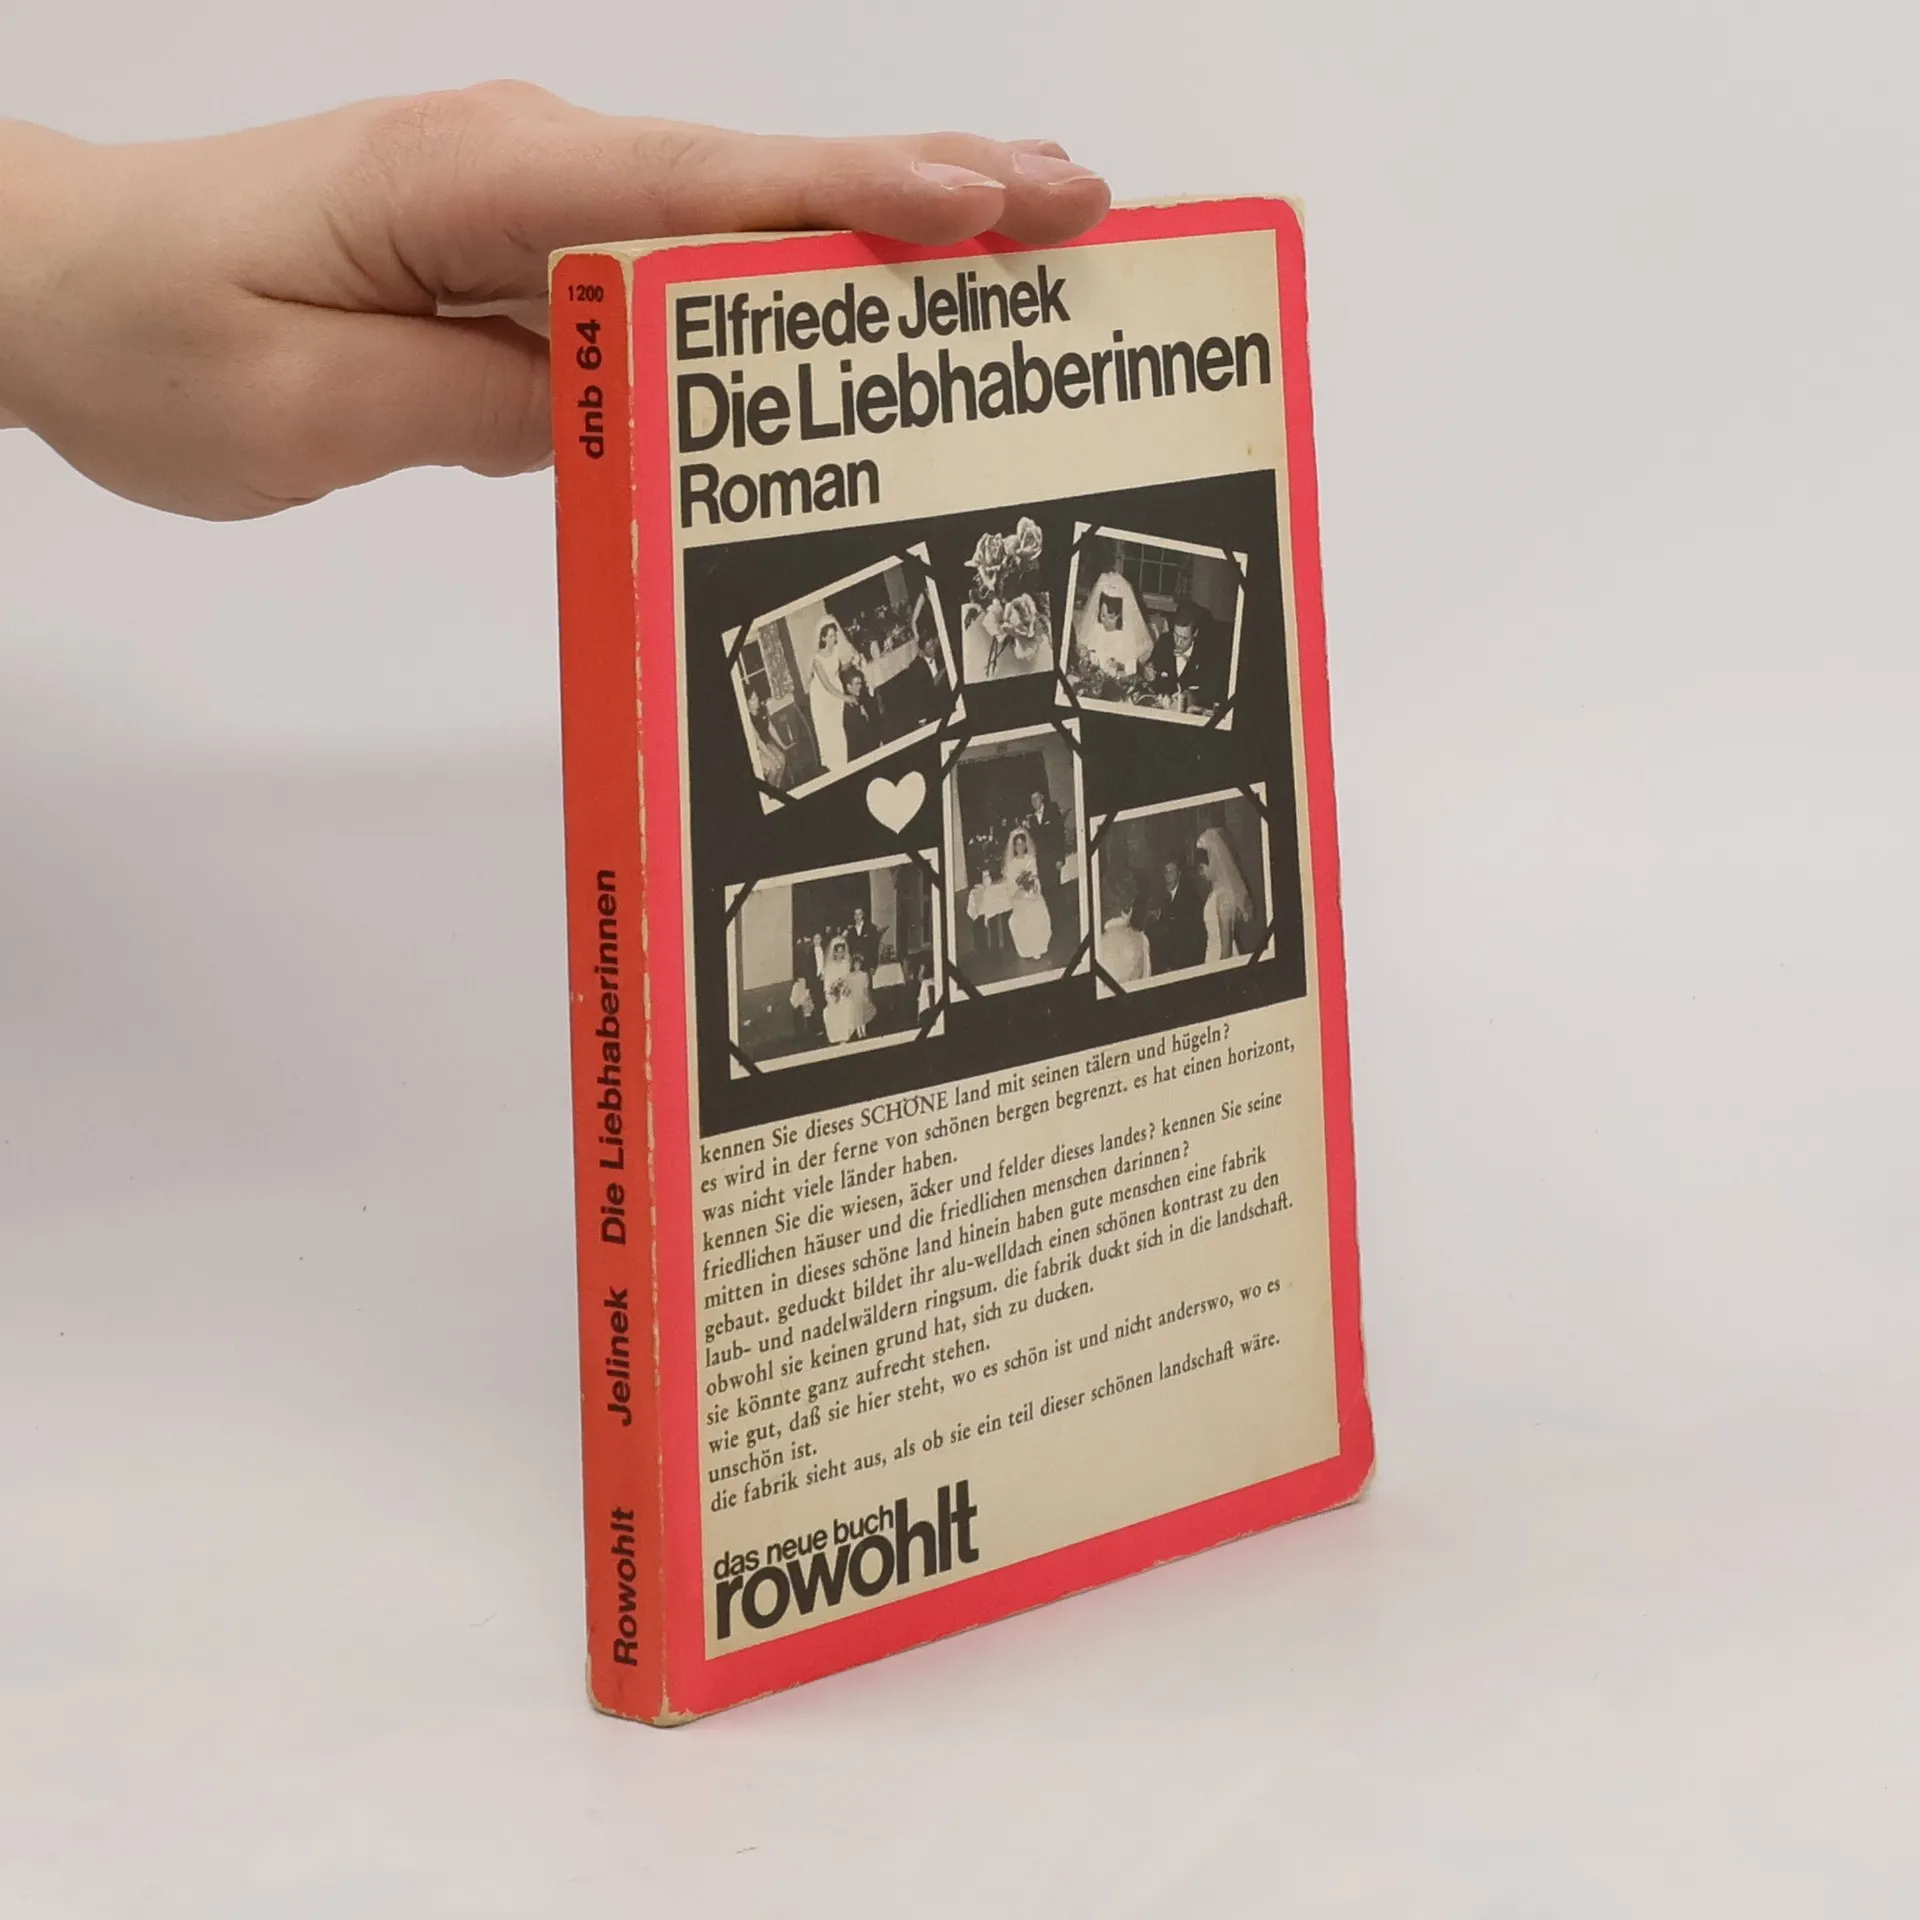 1200
dnb 64
Die Liebhaberinnen
Jelinek
Rowohlt
Elfriede Jelinek
Die Liebhaberinnen
Roman
kennen Sie dieses SCHÖNE land mit seinen tälern und hügeln?
es wird in der ferne von schönen bergen begrenzt. es hat einen horizont,
was nicht viele länder haben.
kennen Sie die wiesen, äcker und felder dieses landes? kennen Sie seine
friedlichen häuser und die friedlichen menschen darinnen?
mitten in dieses schöne land hinein haben gute menschen eine fabrik
gebaut. geduckt bildet ihr alu-welldach einen schönen kontrast zu den
laub- und nadelwäldern ringsum. die fabrik duckt sich in die landschaft.
obwohl sie keinen grund hat, sich zu ducken.
sie könnte ganz aufrecht stehen.
wie gut, daß sie hier steht, wo es schön ist und nicht anderswo, wo es
unschön ist.
die fabrik sieht aus, als ob sie ein teil dieser schönen landschaft wäre.
das neue buch
rowohlt